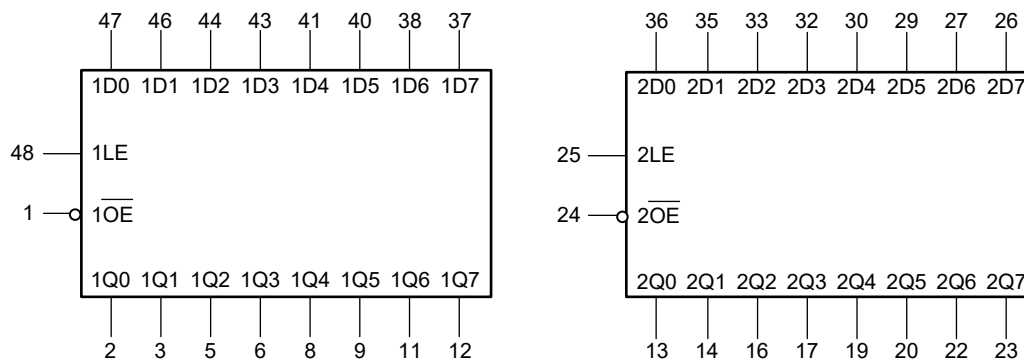 47 46 44 43 41 40 38 37
1D0 1D1 1D2 1D3 1D4 1D5 1D6 1D7
48 1LE
1 1O̅E̅
1Q0 1Q1 1Q2 1Q3 1Q4 1Q5 1Q6 1Q7
2 3 5 6 8 9 11 12
36 35 33 32 30 29 27 26
2D0 2D1 2D2 2D3 2D4 2D5 2D6 2D7
25 2LE
24 2O̅E̅
2Q0 2Q1 2Q2 2Q3 2Q4 2Q5 2Q6 2Q7
13 14 16 17 19 20 22 23